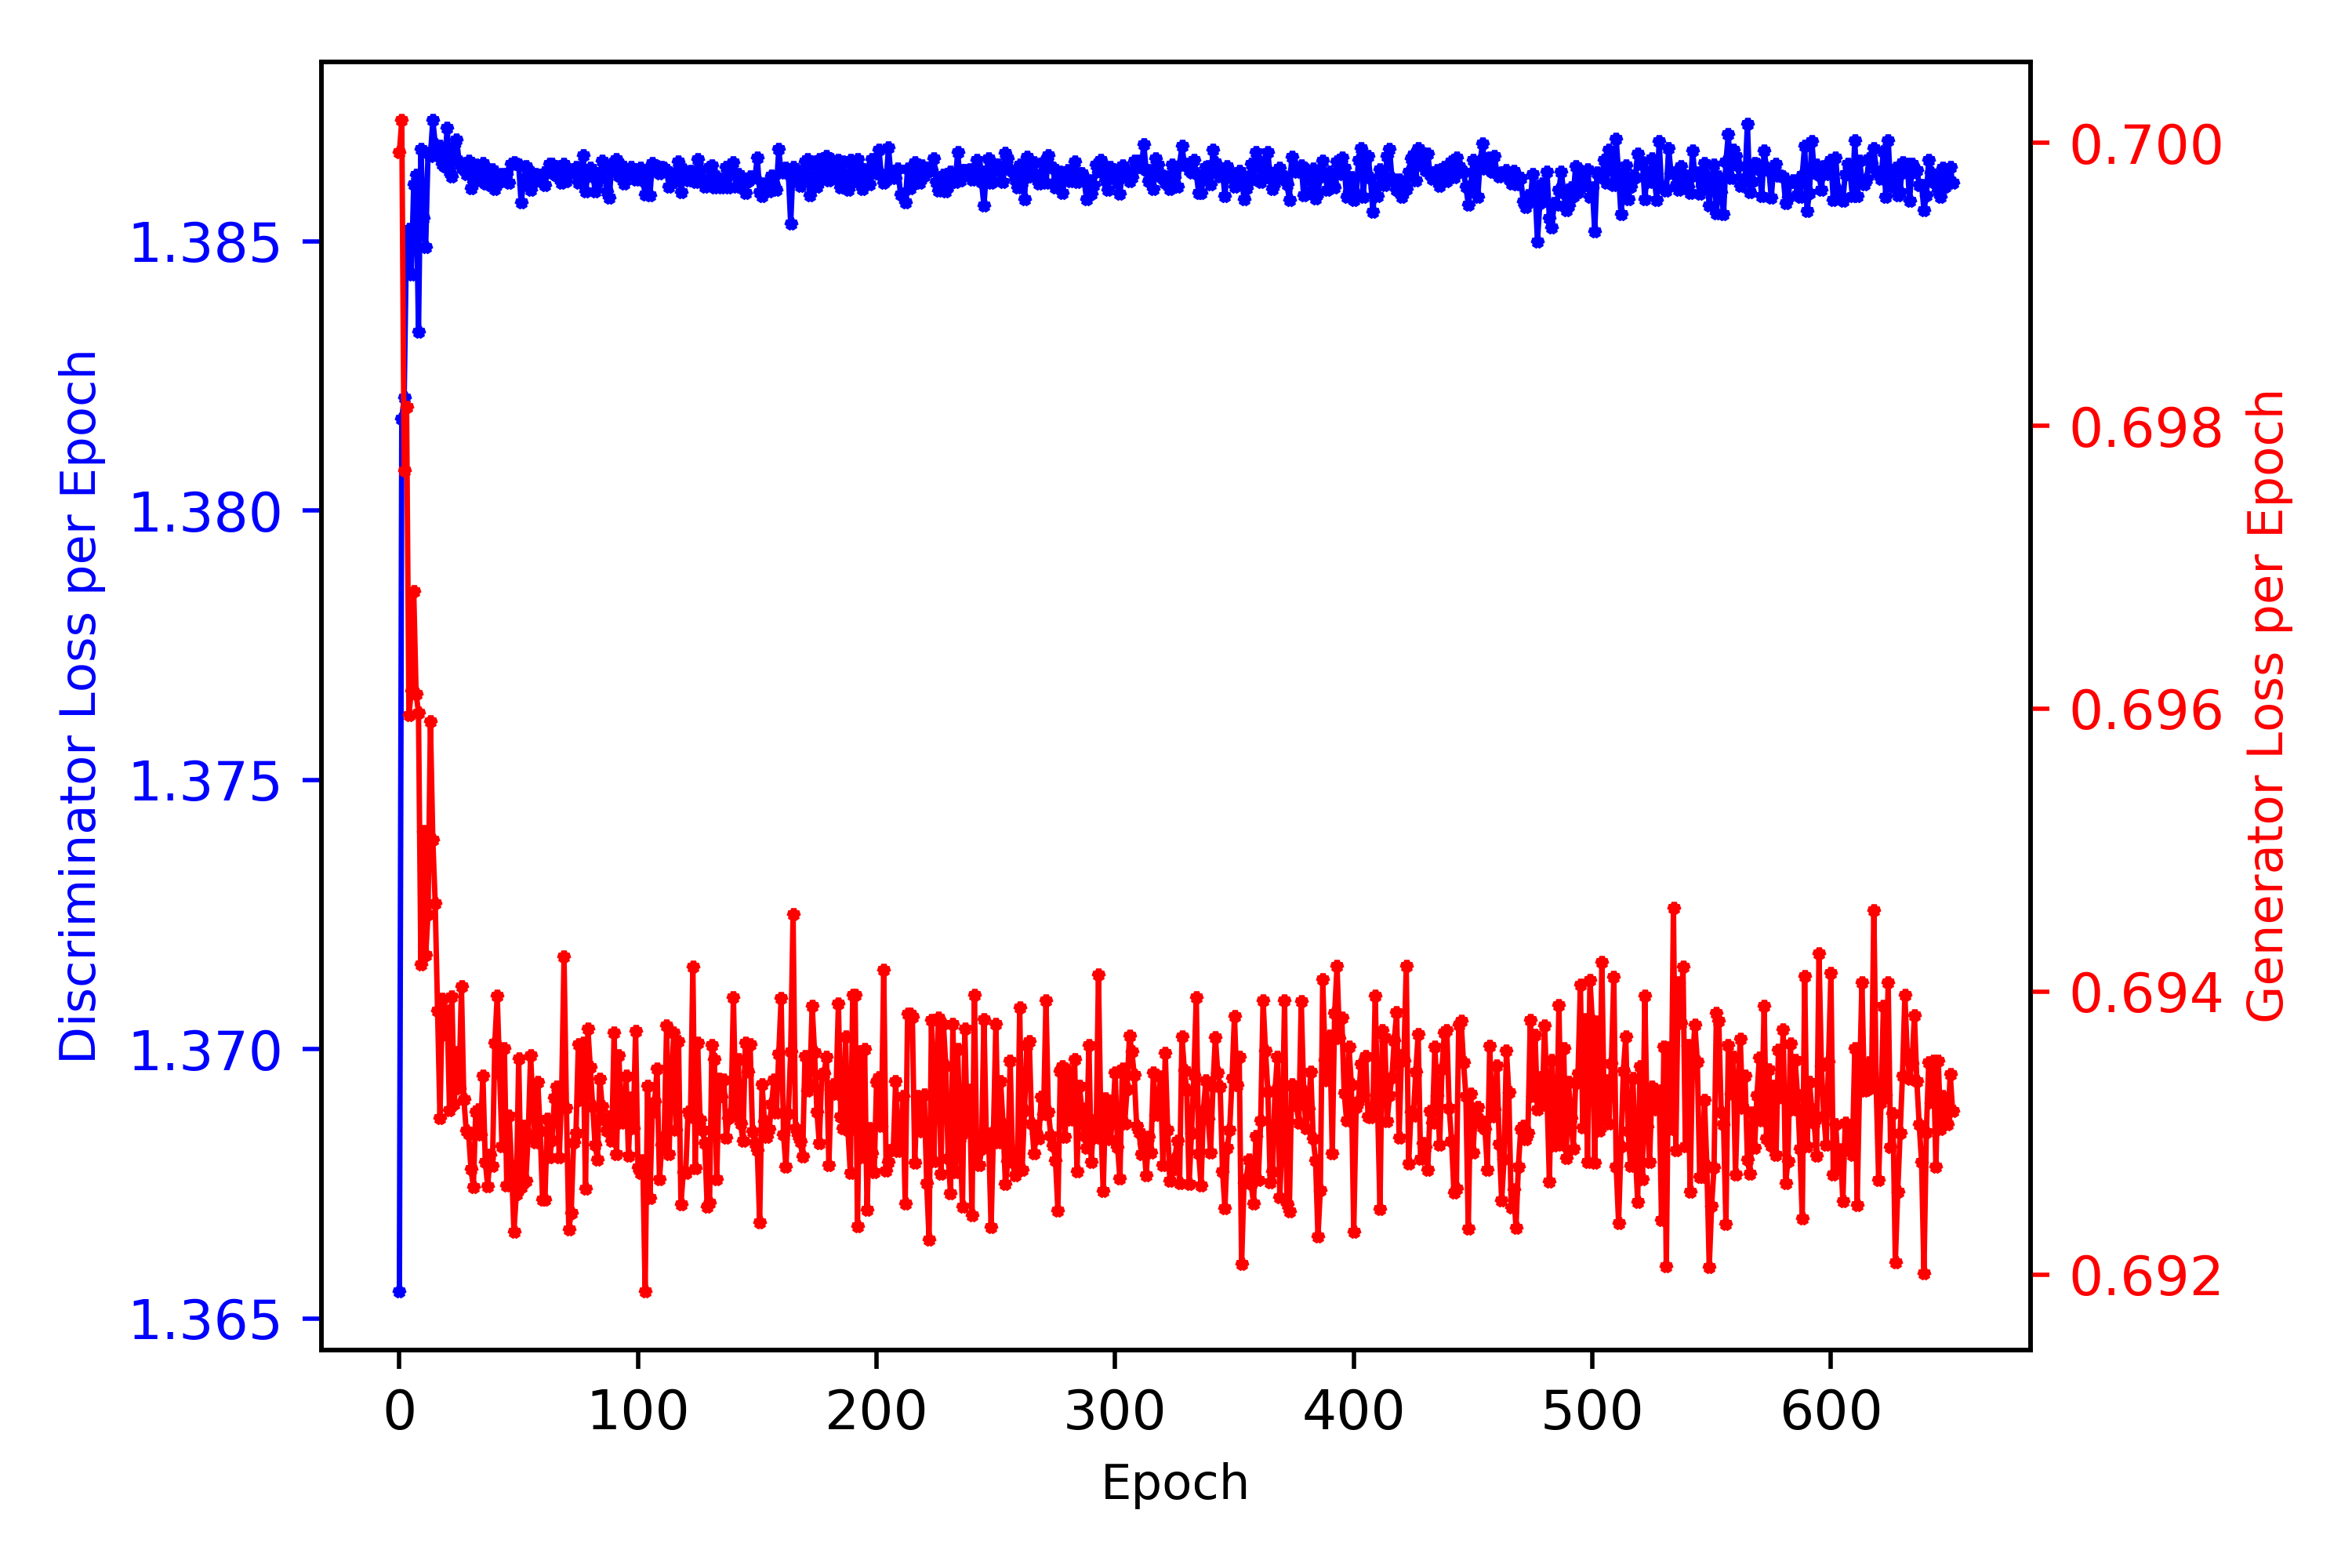 Discriminator Loss per Epoch
1.385
1.380
1.375
1.370
1.365
0.700
0.698
0.696
0.694
0.692
Generator Loss per Epoch
0 100 200 300 400 500 600
Epoch